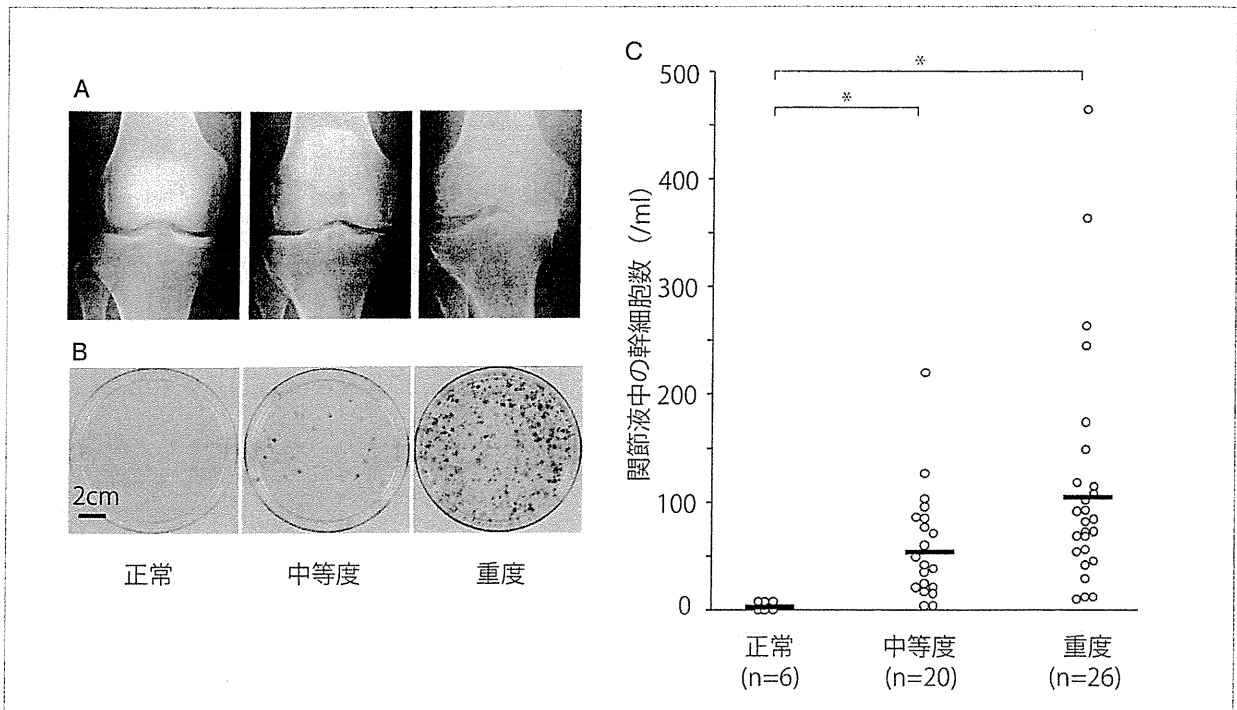 A
B
2cm
正常 中等度 重度
C
関節液中の幹細胞数 (/ml)
500
400
300
200
100
0
*
*
正常 中等度 重度
(n=6) (n=20) (n=26)